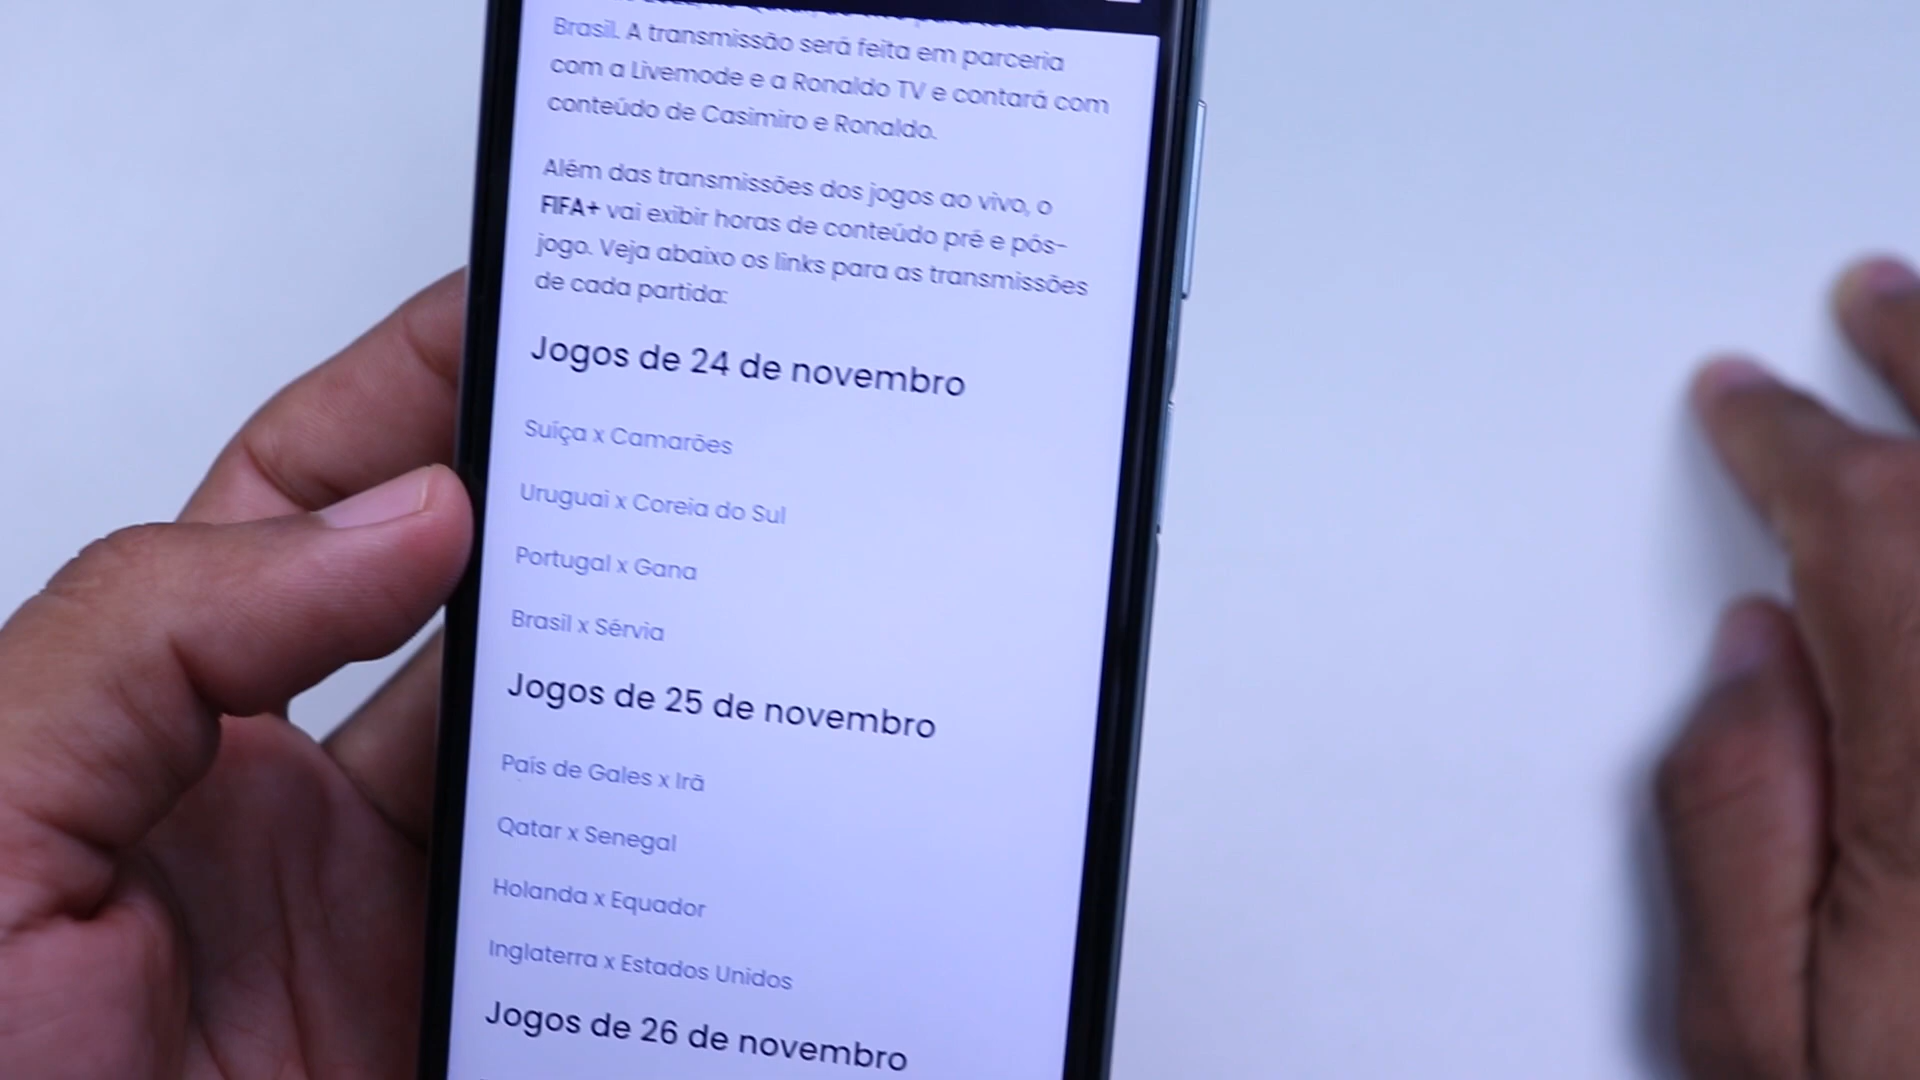 Brasil. A transmissão será feita em parceria
com a Livemode e a Ronaldo TV e contará com
conteúdo de Casimiro e Ronaldo.
Além das transmissões dos jogos ao vivo, o
FIFA+ vai exibir horas de conteúdo pré e pós-
jogo. Veja abaixo os links para as transmissões
de cada partida:
Jogos de 24 de novembro
Suíça x Camarões
Uruguai x Coreia do Sul
Portugal x Gana
Brasil x Sérvia
Jogos de 25 de novembro
País de Gales x Irã
Qatar x Senegal
Holanda x Equador
Inglaterra x Estados Unidos
Jogos de 26 de novembro